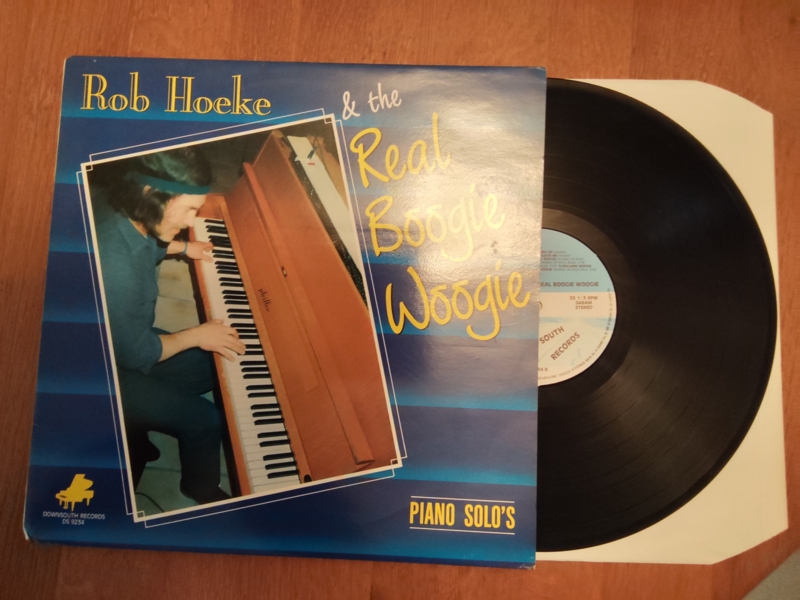 Rob Hoeke
& the
Real
Boogie
Woogie
DOWNSOUTH RECORDS
DS 9234
PIANO SOLO'S
REAL BOOGIE WOOGIE
33 1/3 RPM
STEREO
SOUTH
RECORDS